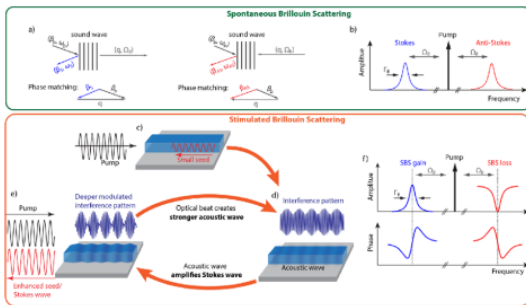 Spontaneous Brillouin Scattering
a)
sound wave
(q, Ω
sound wave
(q, Ω
Phase matching:
q
Phase matching:
q
b)
Amplitue
Stokes
Pump
Anti-Stokes
Frequency
Stimulated Brillouin Scattering
c)
Pump
Small seed
e)
Pump
Deeper modulated
interference pattern
Optical beat creates
stronger acoustic wave
d)
Interference pattern
Acoustic wave
Acoustic wave
amplifies Stokes wave
Enhanced seed/
Stokes wave
f)
Amplitue
SBS gain
Pump
SBS loss
Phase
Frequency